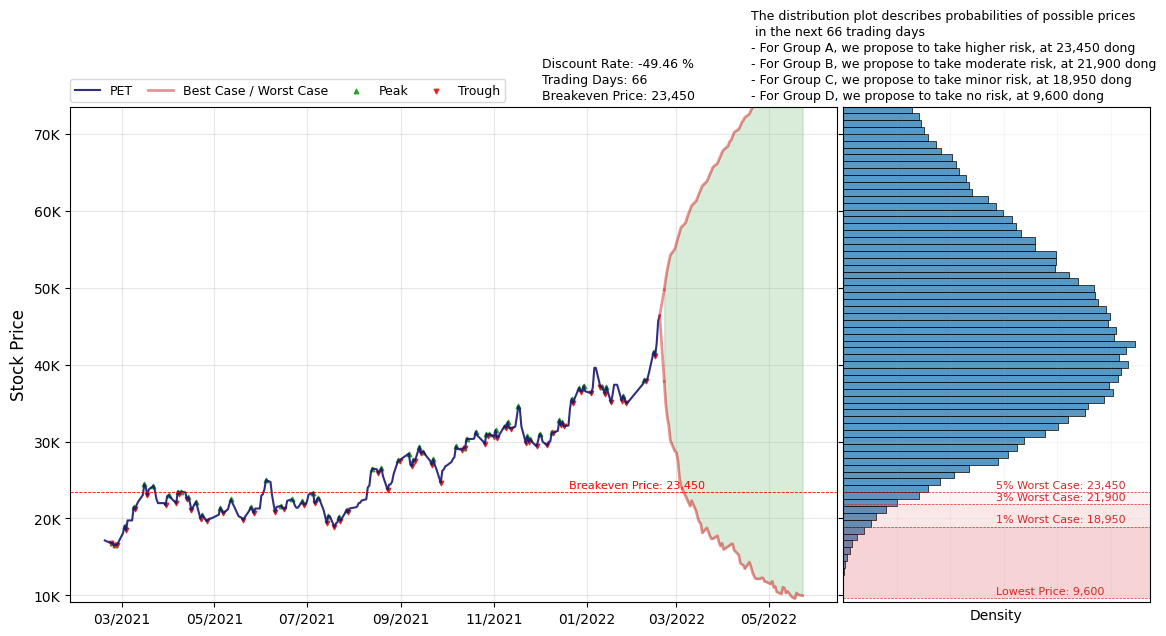 The distribution plot describes probabilities of possible prices
in the next 66 trading days
- For Group A, we propose to take higher risk, at 23,450 dong
- For Group B, we propose to take moderate risk, at 21,900 dong
- For Group C, we propose to take minor risk, at 18,950 dong
- For Group D, we propose to take no risk, at 9,600 dong
Discount Rate: -49.46 %
Trading Days: 66
Breakeven Price: 23,450
PET
Best Case / Worst Case
Peak
Trough
Stock Price
70K
60K
50K
40K
30K
20K
10K
Breakeven Price: 23,450
5% Worst Case: 23,450
3% Worst Case: 21,900
1% Worst Case: 18,950
Lowest Price: 9,600
03/2021
05/2021
07/2021
09/2021
11/2021
01/2022
03/2022
05/2022
Density